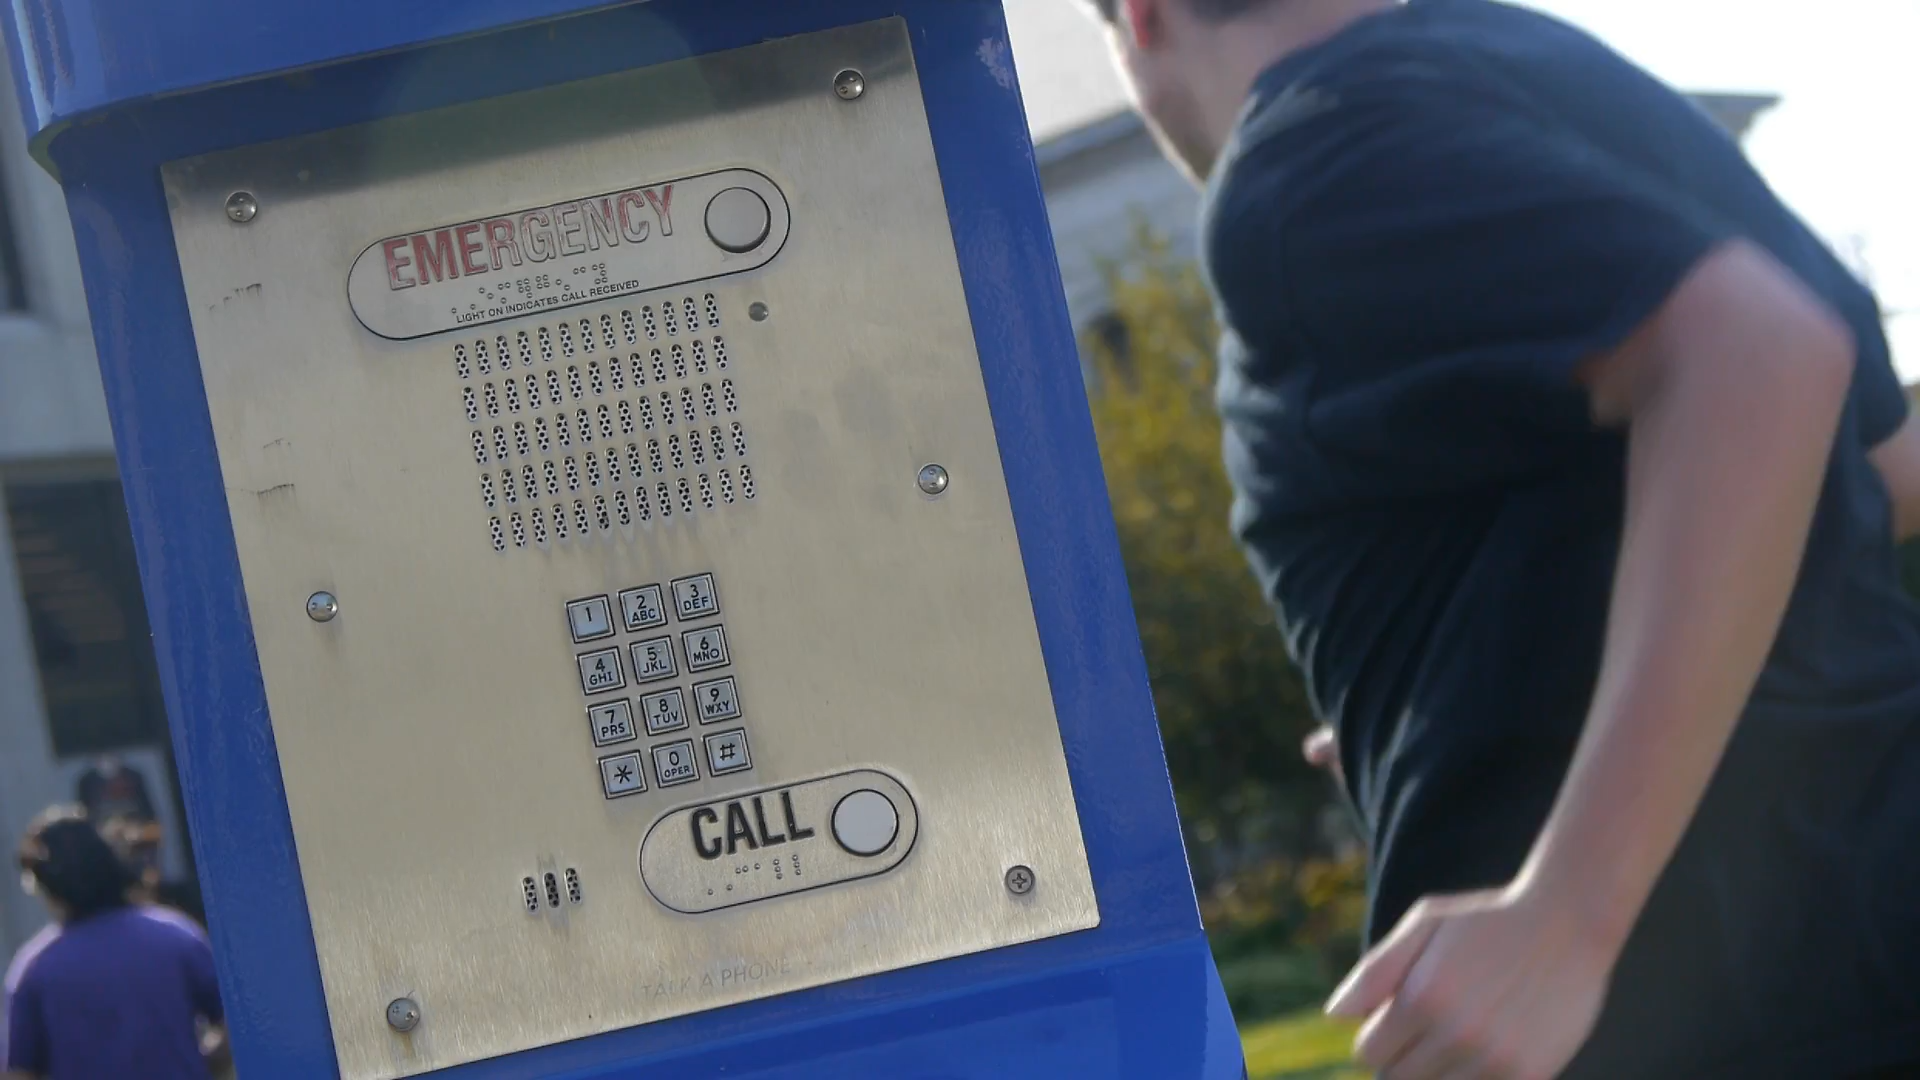 EMERGENCY
LIGHT ON INDICATES CALL RECEIVED
1
2
ABC
3
DEF
4
GHI
5
JKL
6
MNO
7
PRS
8
TUV
9
WXY
*
0
OPER
#
CALL
TALK A PHONE